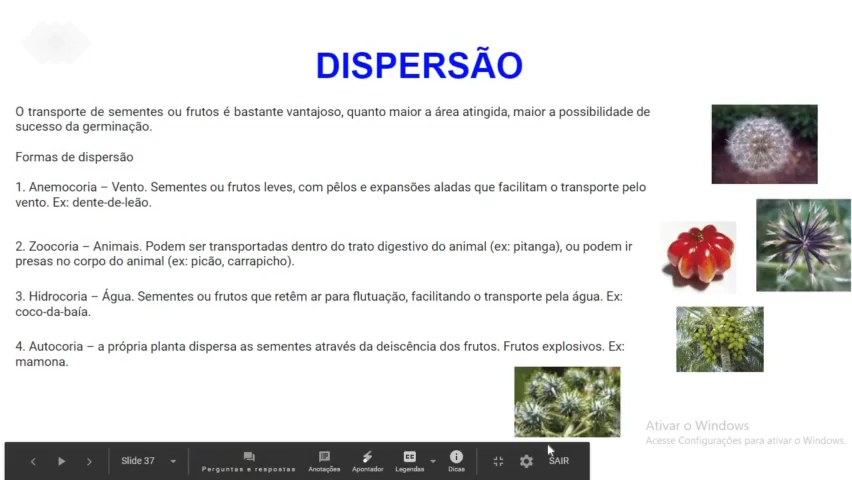 DISPERSÃO
O transporte de sementes ou frutos é bastante vantajoso, quanto maior a área atingida, maior a possibilidade de
sucesso da germinação.
Formas de dispersão
1. Anemocoria – Vento. Sementes ou frutos leves, com pêlos e expansões aladas que facilitam o transporte pelo
vento. Ex: dente-de-leão.
2. Zoocoria – Animais. Podem ser transportadas dentro do trato digestivo do animal (ex: pitanga), ou podem ir
presas no corpo do animal (ex: picão, carrapicho).
3. Hidrocoria – Água. Sementes ou frutos que retêm ar para flutuação, facilitando o transporte pela água. Ex:
coco-da-baía.
4. Autocoria – a própria planta dispersa as sementes através da deiscência dos frutos. Frutos explosivos. Ex:
mamona.
Ativar o Windows
Acesse Configurações para ativar o Windows.
Slide 37
Perguntas e respostas
Anotações
Apontador
Legendas
Dicas
SAIR